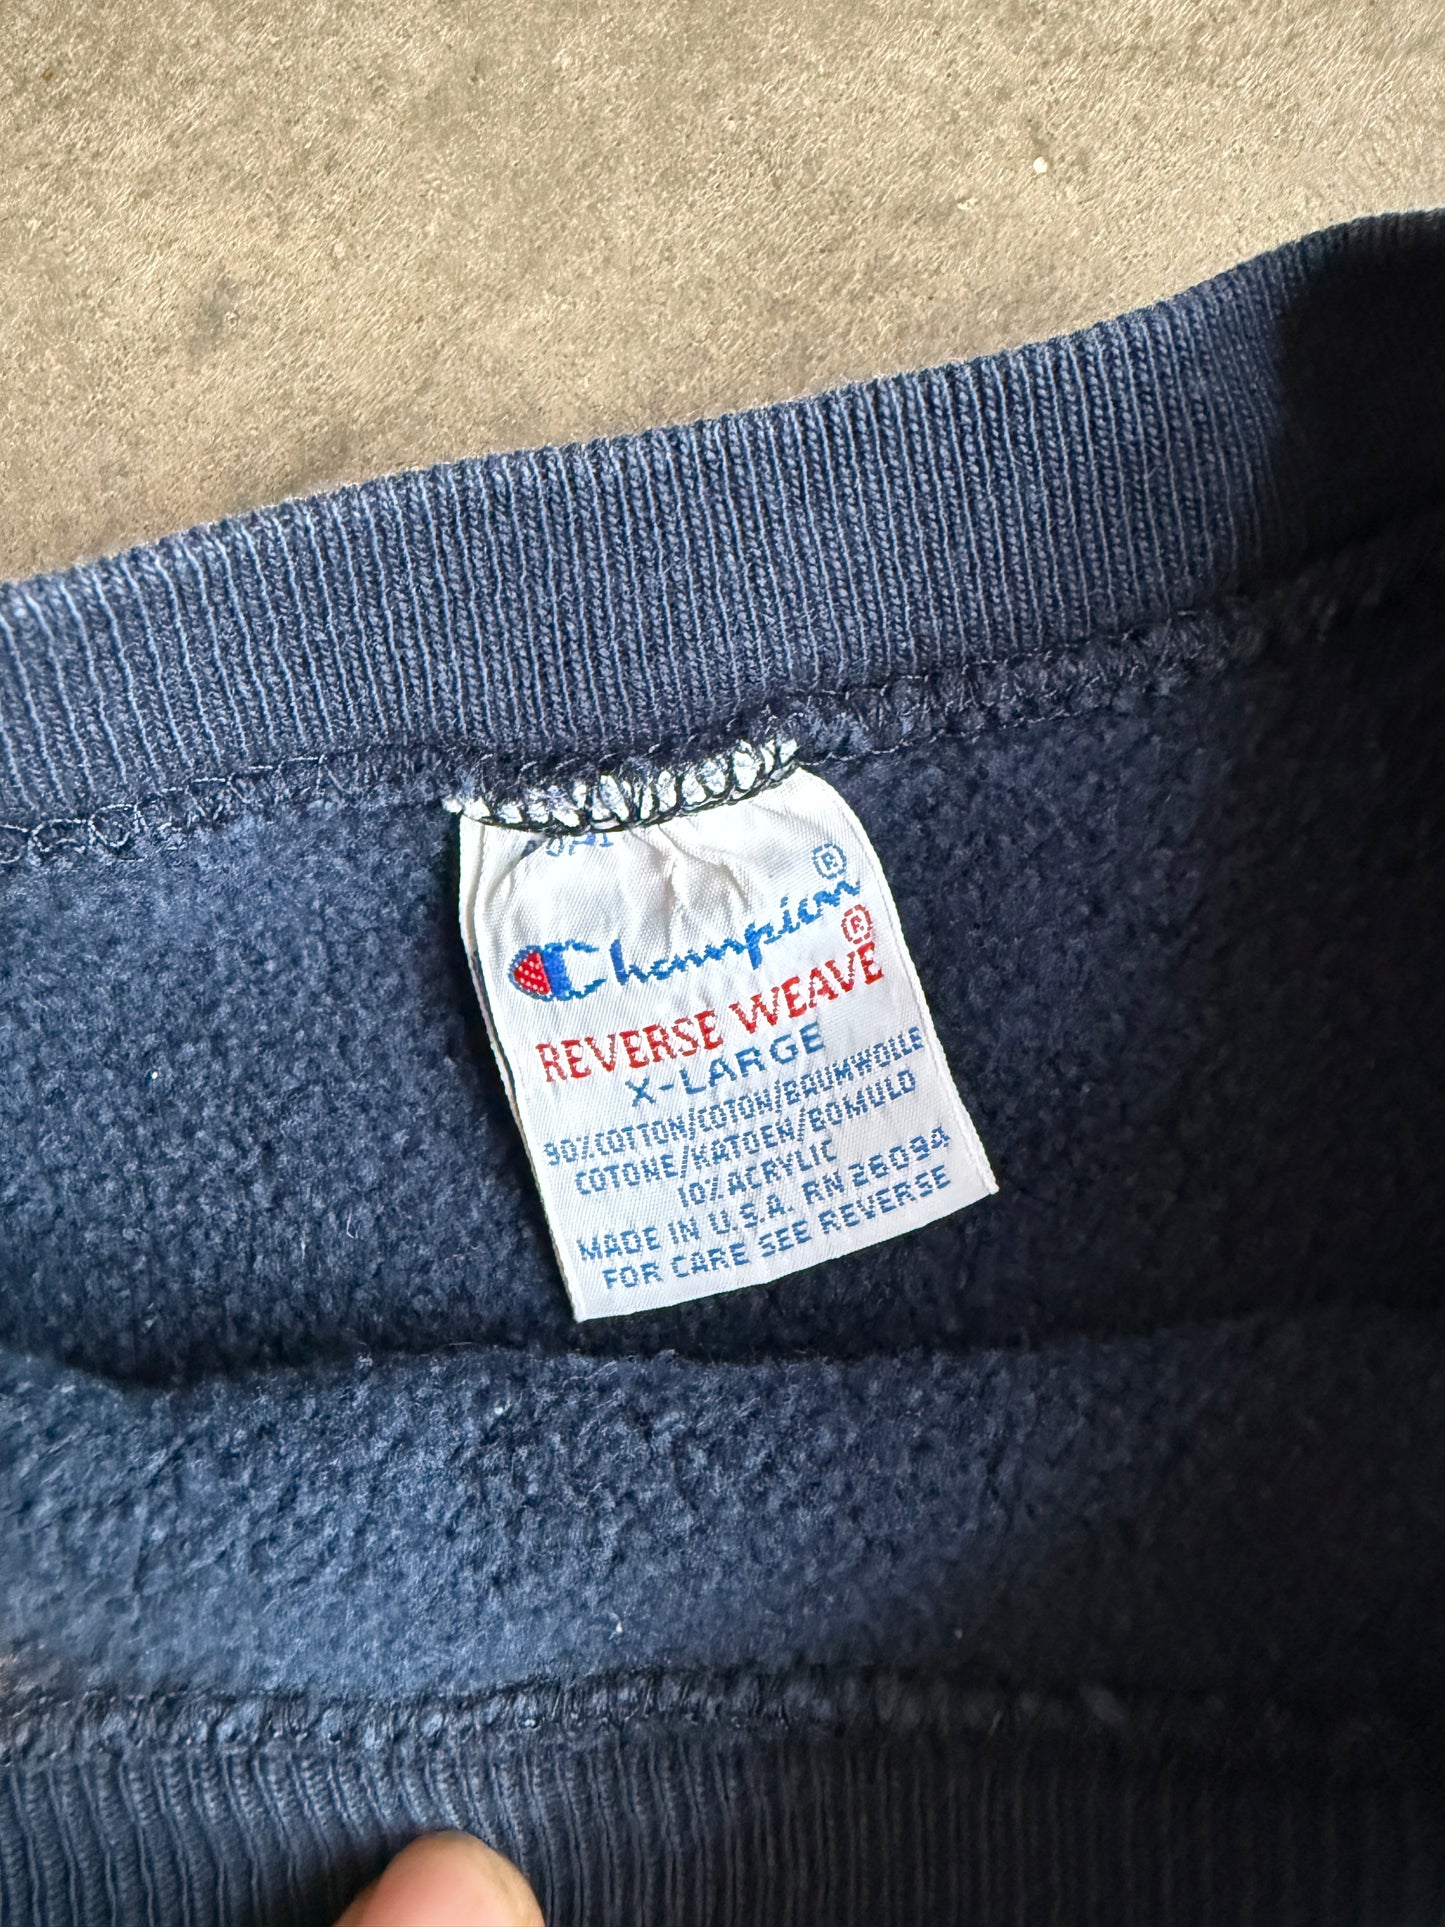 Champion®
REVERSE WEAVE®
X-LARGE
90% COTTON/COTON/BAUMWOLLE
COTONE/KATOEN/BOMULD
10% ACRYLIC
MADE IN U.S.A. RN 26094
FOR CARE SEE REVERSE